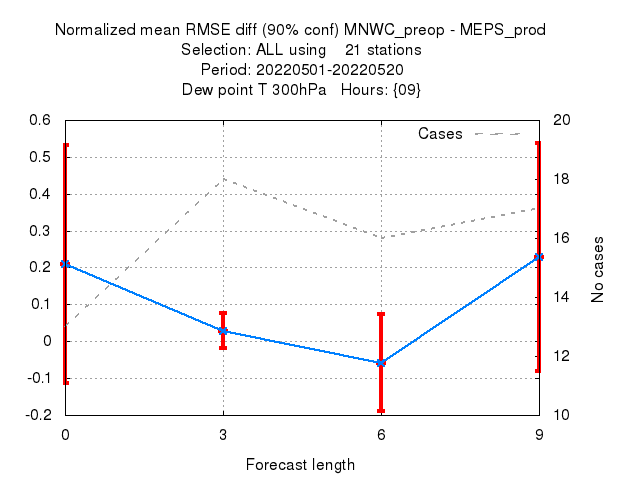 Normalized mean RMSE diff (90% conf) MNWC_preop - MEPS_prod
Selection: ALL using    21 stations
Period: 20220501-20220520
Dew point T 300hPa   Hours: {09}
Cases
0.6
0.5
0.4
0.3
0.2
0.1
0
-0.1
-0.2
20
18
16
14
12
10
No cases
0 3 6 9
Forecast length